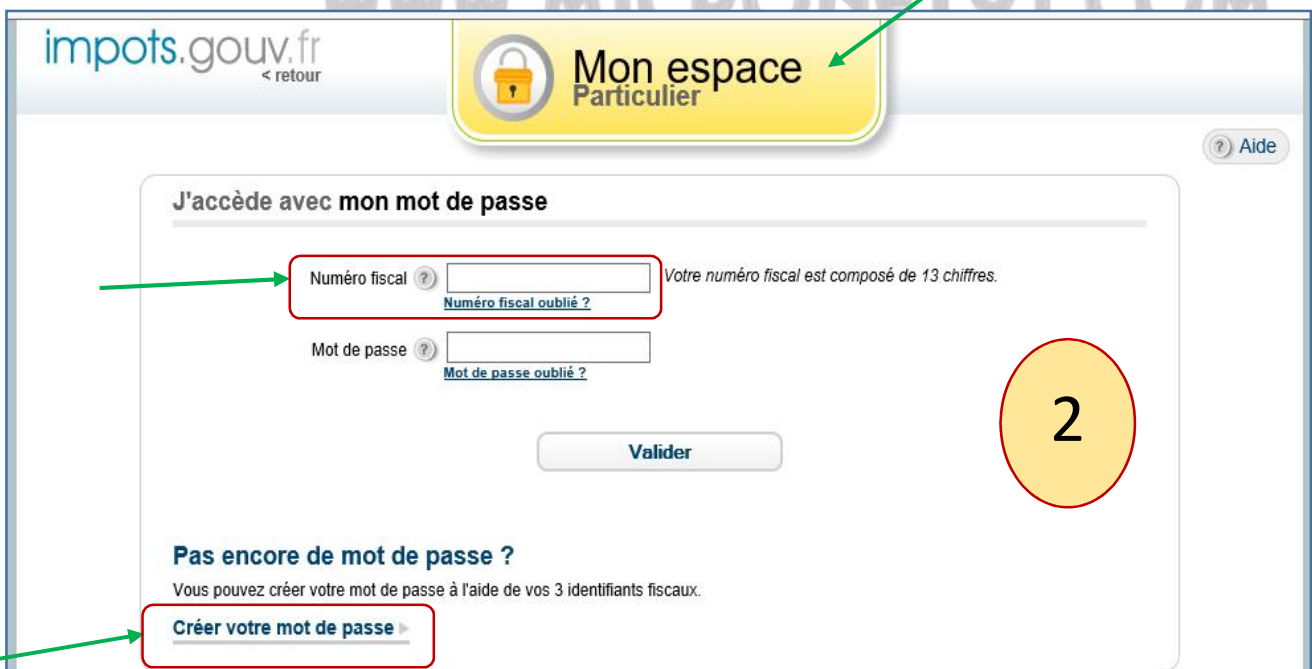 impots.gouv.fr
< retour
Mon espace
Particulier
? Aide
J'accède avec mon mot de passe
Numéro fiscal ? Votre numéro fiscal est composé de 13 chiffres.
Numéro fiscal oublié ?
Mot de passe ?
Mot de passe oublié ?
2
Valider
Pas encore de mot de passe ?
Vous pouvez créer votre mot de passe à l'aide de vos 3 identifiants fiscaux.
Créer votre mot de passe